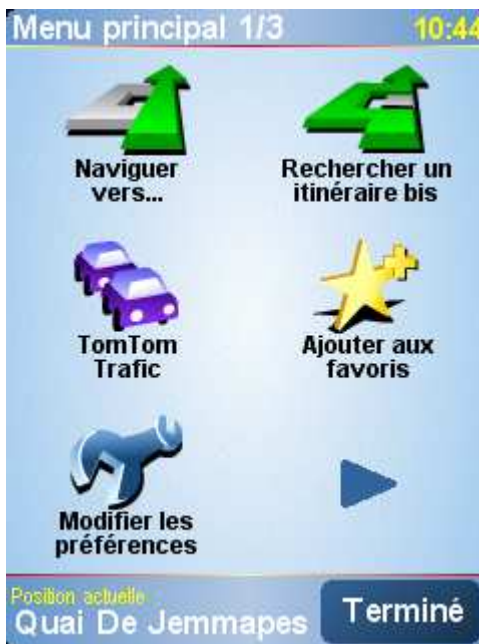 Menu principal 1/3 10:44
Naviguer
vers...
Rechercher un
itinéraire bis
TomTom
Trafic
Ajouter aux
favoris
Modifier les
préférences
Position actuelle
Quai De Jemmapes
Terminé